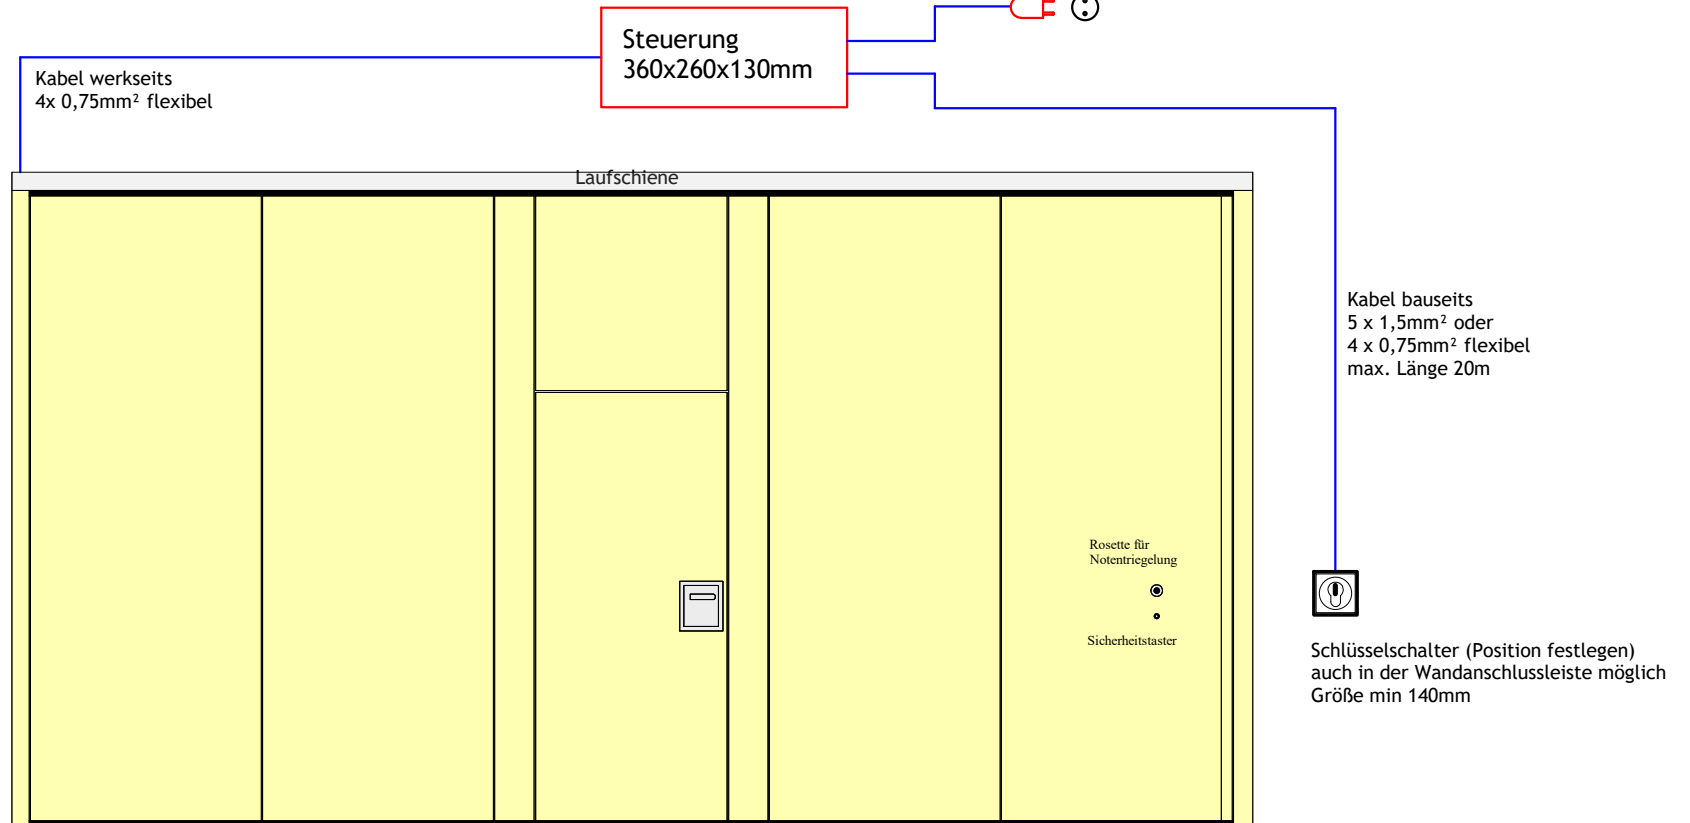 Steuerung
360x260x130mm
Kabel werkseits
4x 0,75mm² flexibel
Laufschiene
Kabel bauseits
5 x 1,5mm² oder
4 x 0,75mm² flexibel
max. Länge 20m
Rosette für
Notentriegelung
Sicherheitstaster
Schlüsselschalter (Position festlegen)
auch in der Wandanschlussleiste möglich
Größe min 140mm